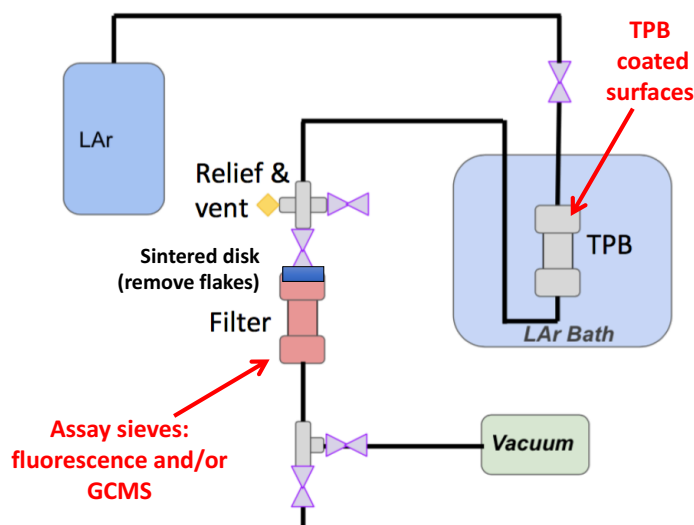 TPB
coated
surfaces
LAr
Relief &
vent
Sintered disk
(remove flakes)
TPB
Filter
LAr Bath
Assay sieves:
fluorescence and/or
GCMS
Vacuum